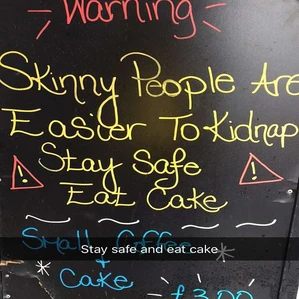 Warning
Skinny People Are
Easier To Kidnap
Stay Safe
Eat Cake
Small Coffee
Stay safe and eat cake
+
Cake
- £3.00